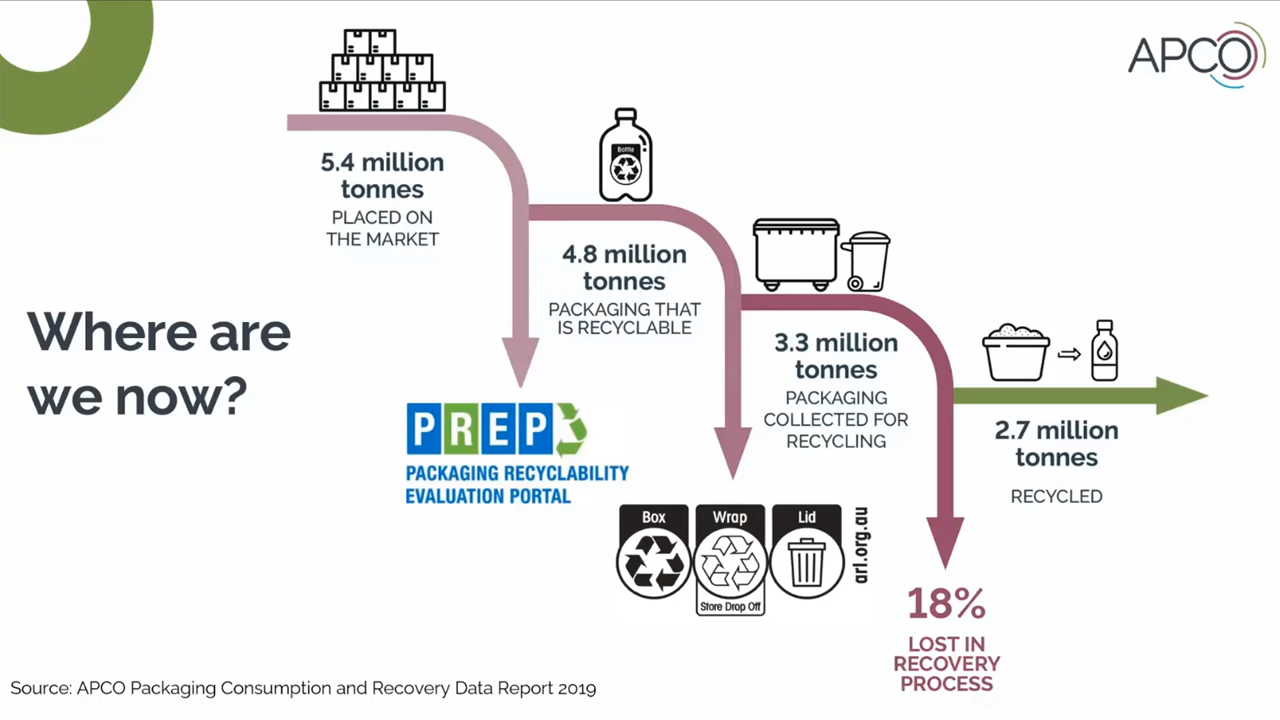 APCO
5.4 million
tonnes
PLACED ON
THE MARKET
Bottle
4.8 million
tonnes
PACKAGING THAT
IS RECYCLABLE
3.3 million
tonnes
PACKAGING
COLLECTED FOR
RECYCLING
2.7 million
tonnes
RECYCLED
Where are
we now?
PREP
PACKAGING RECYCLABILITY
EVALUATION PORTAL
Box
Wrap
Lid
Store Drop Off
arl.org.au
18%
LOST IN
RECOVERY
PROCESS
Source: APCO Packaging Consumption and Recovery Data Report 2019